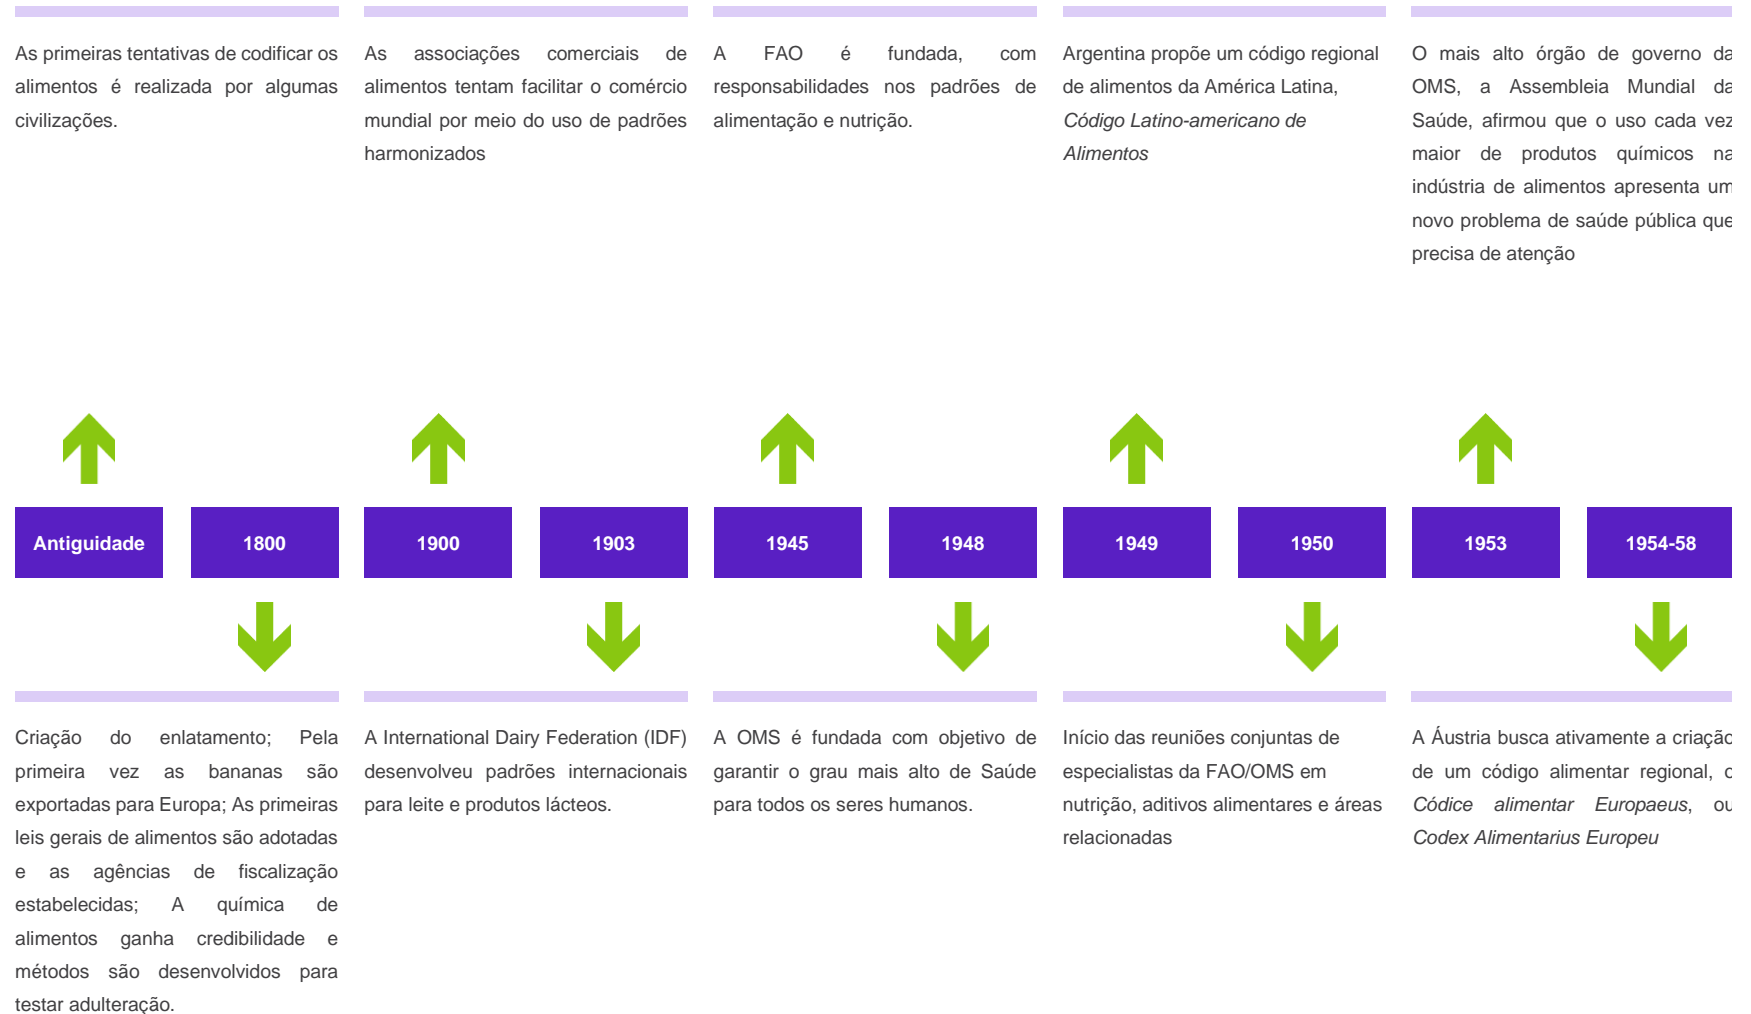 As primeiras tentativas de codificar os
alimentos é realizada por algumas
civilizações.
As associações comerciais de
alimentos tentam facilitar o comércio
mundial por meio do uso de padrões
harmonizados
A FAO é fundada, com
responsabilidades nos padrões de
alimentação e nutrição.
Argentina propõe um código regional
de alimentos da América Latina,
Código Latino-americano de
Alimentos
O mais alto órgão de governo da
OMS, a Assembleia Mundial da
Saúde, afirmou que o uso cada vez
maior de produtos químicos na
indústria de alimentos apresenta um
novo problema de saúde pública que
precisa de atenção
Antiguidade
1800
1900
1903
1945
1948
1949
1950
1953
1954-58
Criação do enlatamento; Pela
primeira vez as bananas são
exportadas para Europa; As primeiras
leis gerais de alimentos são adotadas
e as agências de fiscalização
estabelecidas; A química de
alimentos ganha credibilidade e
métodos são desenvolvidos para
testar adulteração.
A International Dairy Federation (IDF)
desenvolveu padrões internacionais
para leite e produtos lácteos.
A OMS é fundada com objetivo de
garantir o grau mais alto de Saúde
para todos os seres humanos.
Início das reuniões conjuntas de
especialistas da FAO/OMS em
nutrição, aditivos alimentares e áreas
relacionadas
A Áustria busca ativamente a criação
de um código alimentar regional, o
Códice alimentar Europaeus, ou
Codex Alimentarius Europeu